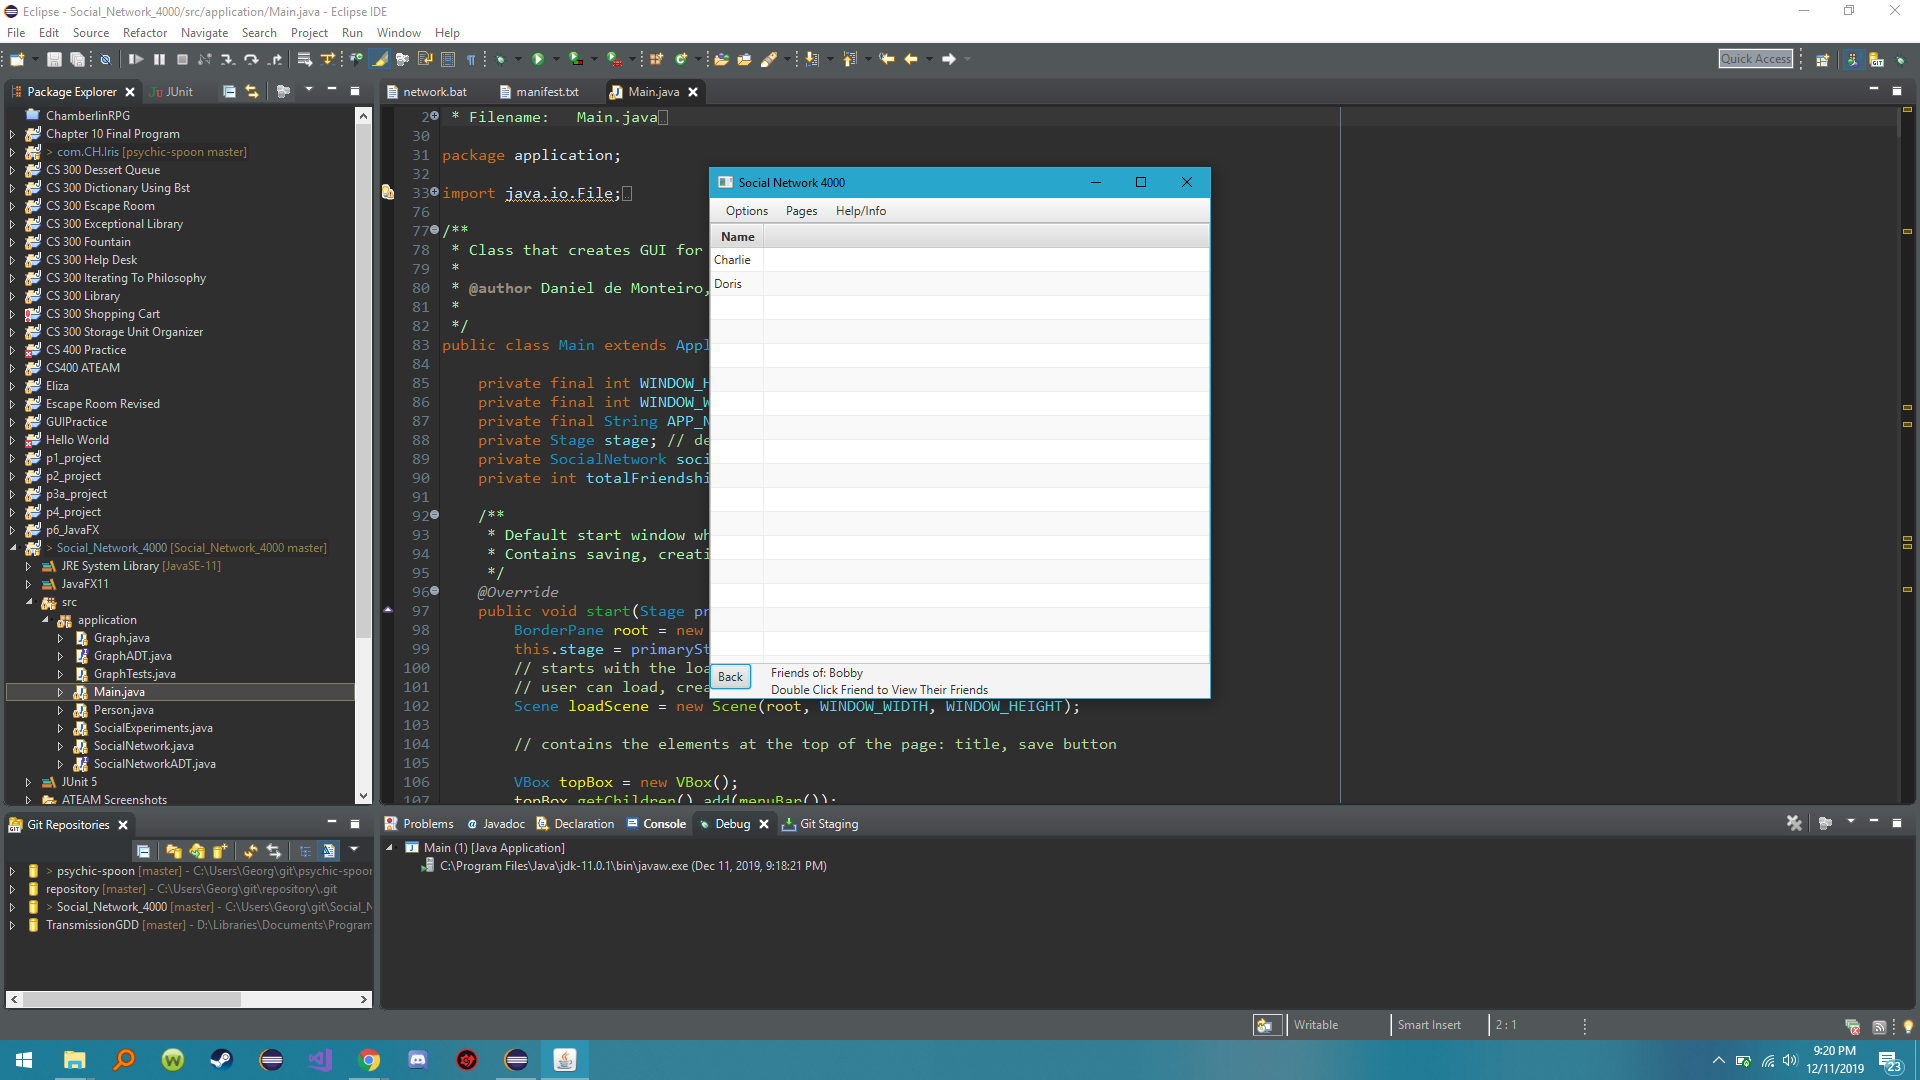 Eclipse - Social_Network_4000/src/application/Main.java - Eclipse IDE
File Edit Source Refactor Navigate Search Project Run Window Help
Quick Access
Package Explorer JUnit
ChamberlinRPG
Chapter 10 Final Program
> com.CH.Iris [psychic-spoon master]
CS 300 Dessert Queue
CS 300 Dictionary Using Bst
CS 300 Escape Room
CS 300 Exceptional Library
CS 300 Fountain
CS 300 Help Desk
CS 300 Iterating To Philosophy
CS 300 Library
CS 300 Shopping Cart
CS 300 Storage Unit Organizer
CS 400 Practice
CS400 ATEAM
Eliza
Escape Room Revised
GUIPractice
Hello World
p1_project
p2_project
p3a_project
p4_project
p6_JavaFX
> Social_Network_4000 [Social_Network_4000 master]
JRE System Library [JavaSE-11]
JavaFX11
src
application
Graph.java
GraphADT.java
GraphTests.java
Main.java
Person.java
SocialExperiments.java
SocialNetwork.java
SocialNetworkADT.java
JUnit 5
ATEAM Screenshots
network.bat manifest.txt Main.java
2 * Filename: Main.java
30
31 package application;
32
33 import java.io.File;
76
77 /**
78 * Class that creates GUI for
79 *
80 * @author Daniel de Monteiro,
81 *
82 */
83 public class Main extends Appl
84
85 private final int WINDOW_H
86 private final int WINDOW_W
87 private final String APP_N
88 private Stage stage; // de
89 private SocialNetwork soci
90 private int totalFriendshi
91
92 /**
93 * Default start window wh
94 * Contains saving, creati
95 */
96 @Override
97 public void start(Stage pr
98 BorderPane root = new
99 this.stage = primarySt
100 // starts with the loa
101 // user can load, crea
102 Scene loadScene = new Scene(root, WINDOW_WIDTH, WINDOW_HEIGHT);
103
104 // contains the elements at the top of the page: title, save button
105
106 VBox topBox = new VBox();
107 topBox.getChildren().add(menuBar());
Social Network 4000
Options Pages Help/Info
Name
Charlie
Doris
Back
Friends of: Bobby
Double Click Friend to View Their Friends
Git Repositories
> psychic-spoon [master] - C:\Users\Georg\git\psychic-spoor
repository [master] - C:\Users\Georg\git\repository\.git
> Social_Network_4000 [master] - C:\Users\Georg\git\Social_N
TransmissionGDD [master] - D:\Libraries\Documents\Program
Problems Javadoc Declaration Console Debug Git Staging
Main (1) [Java Application]
C:\Program Files\Java\jdk-11.0.1\bin\javaw.exe (Dec 11, 2019, 9:18:21 PM)
Writable Smart Insert 2 : 1
9:20 PM
12/11/2019
23